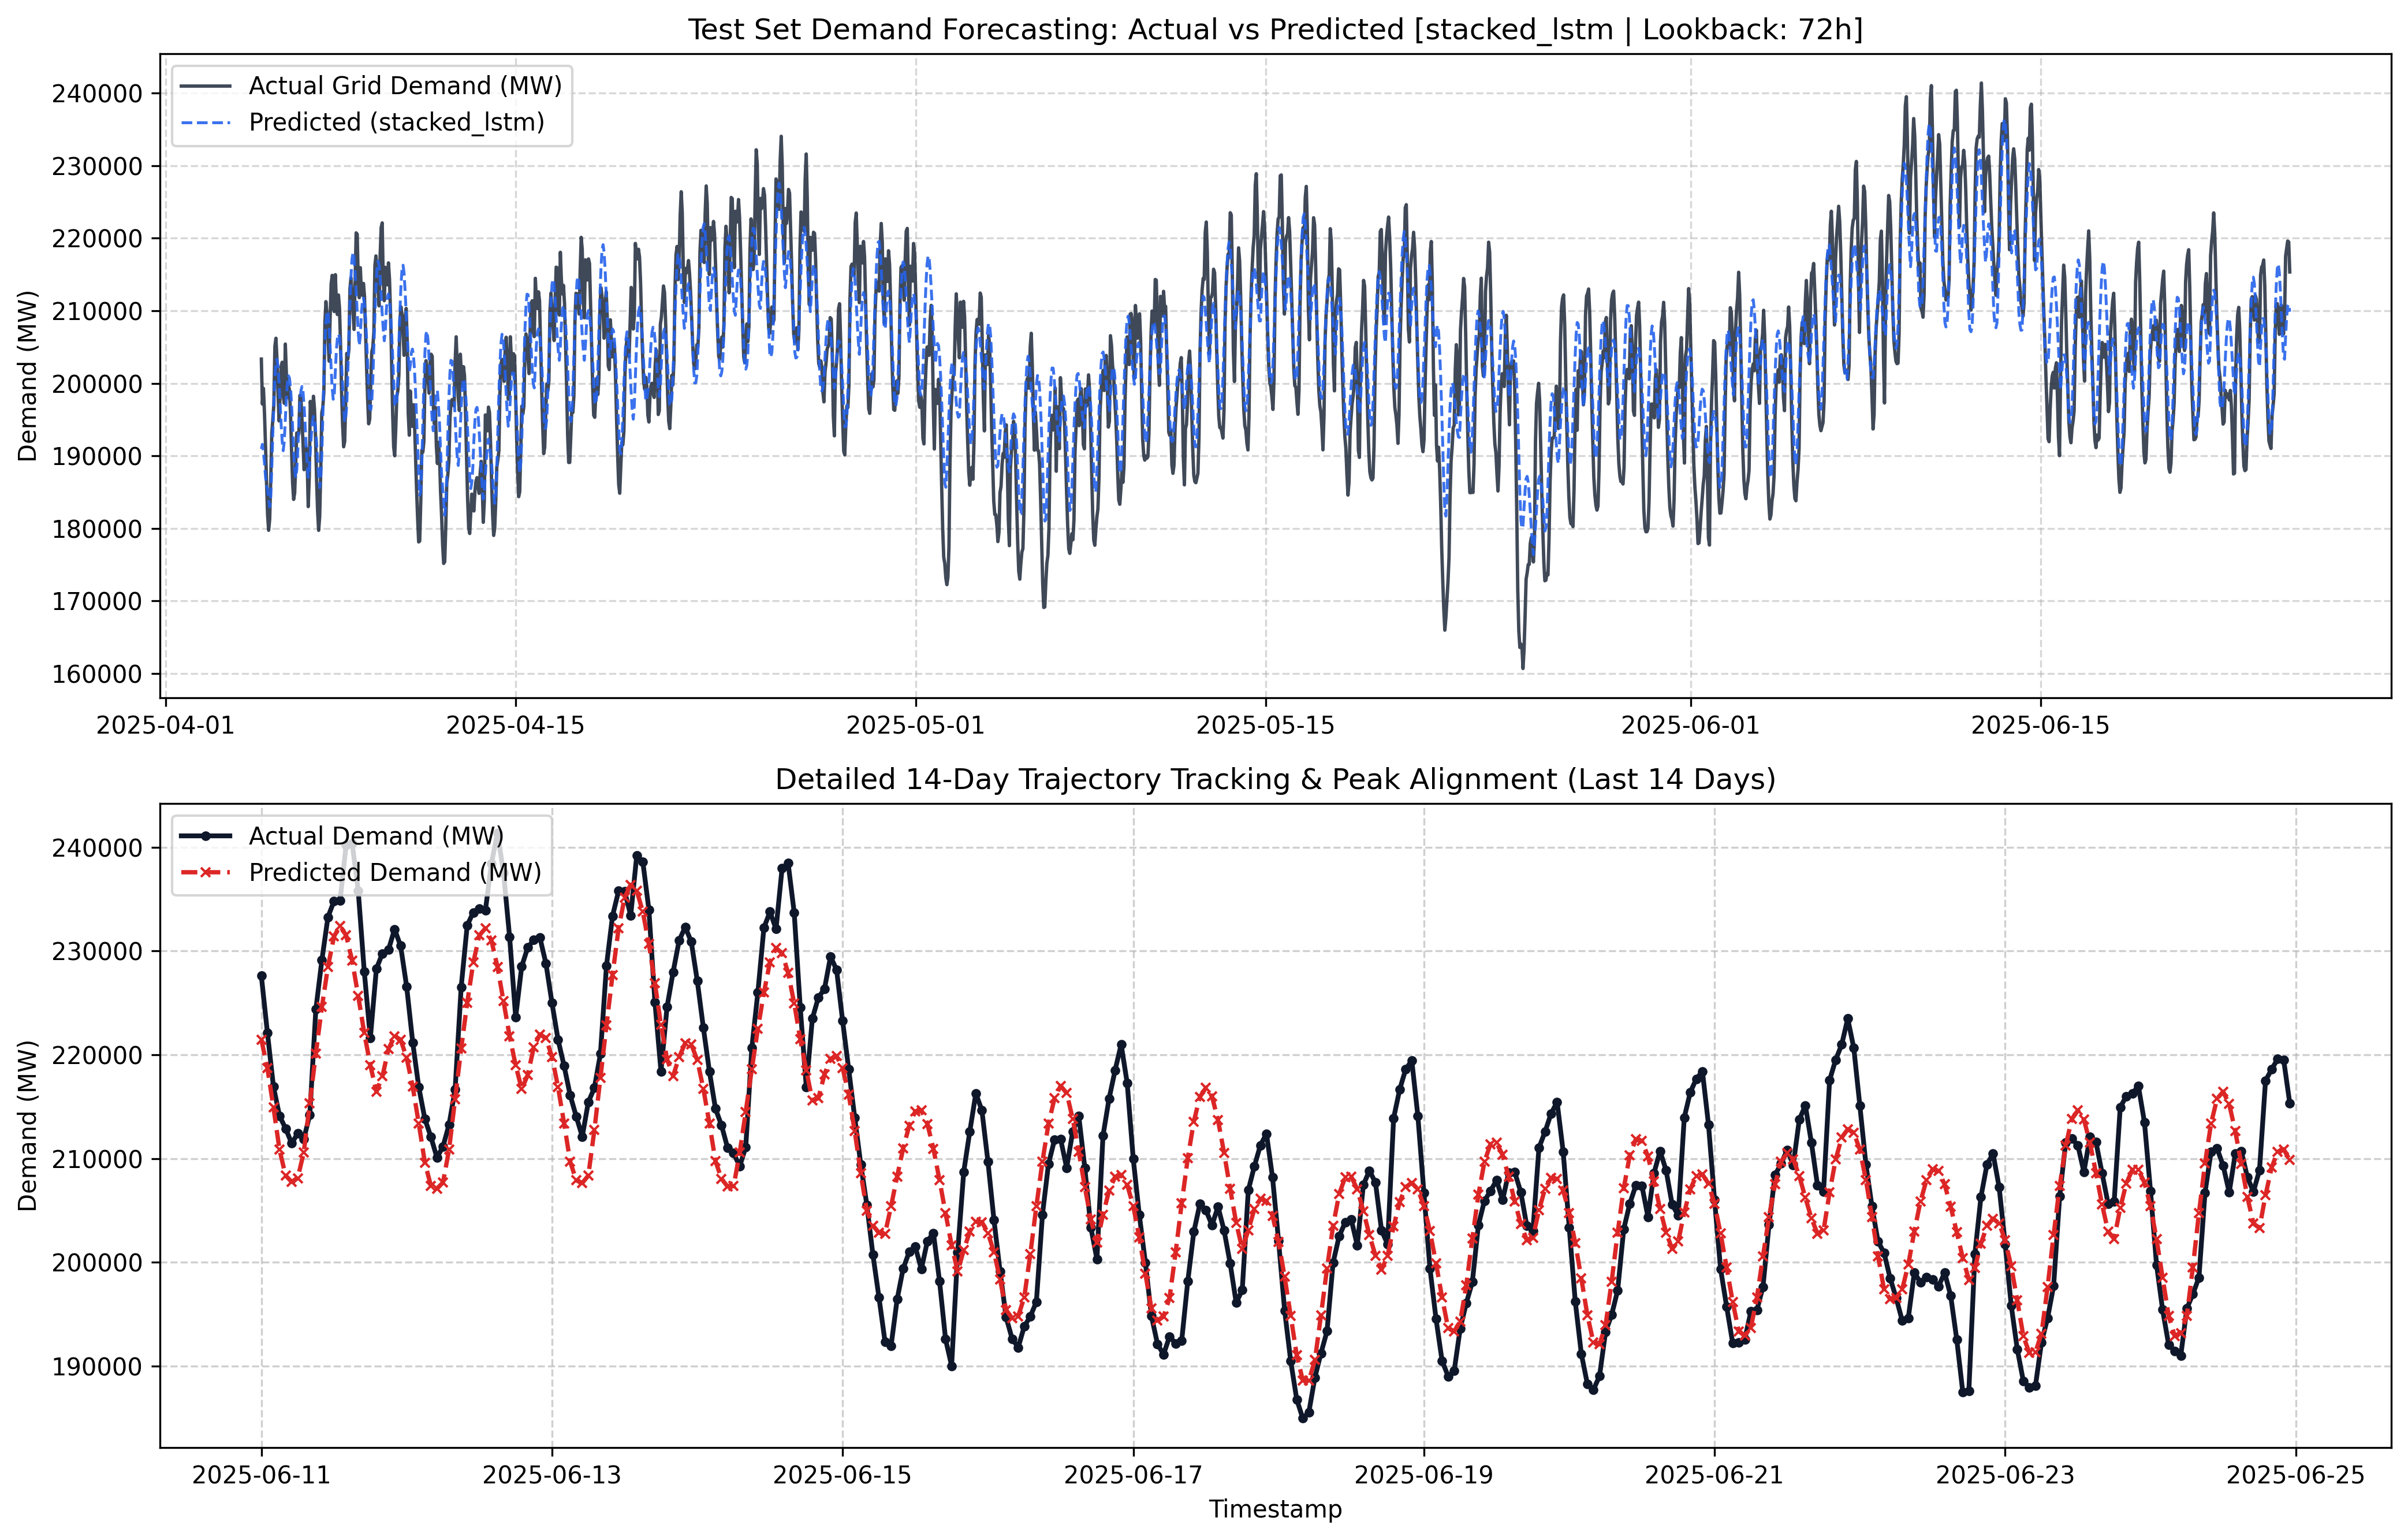 Test Set Demand Forecasting: Actual vs Predicted [stacked_lstm | Lookback: 72h]
Actual Grid Demand (MW)
Predicted (stacked_lstm)
Demand (MW)
240000
230000
220000
210000
200000
190000
180000
170000
160000
2025-04-01 2025-04-15 2025-05-01 2025-05-15 2025-06-01 2025-06-15
Detailed 14-Day Trajectory Tracking & Peak Alignment (Last 14 Days)
Actual Demand (MW)
Predicted Demand (MW)
Demand (MW)
240000
230000
220000
210000
200000
190000
2025-06-11 2025-06-13 2025-06-15 2025-06-17 2025-06-19 2025-06-21 2025-06-23 2025-06-25
Timestamp